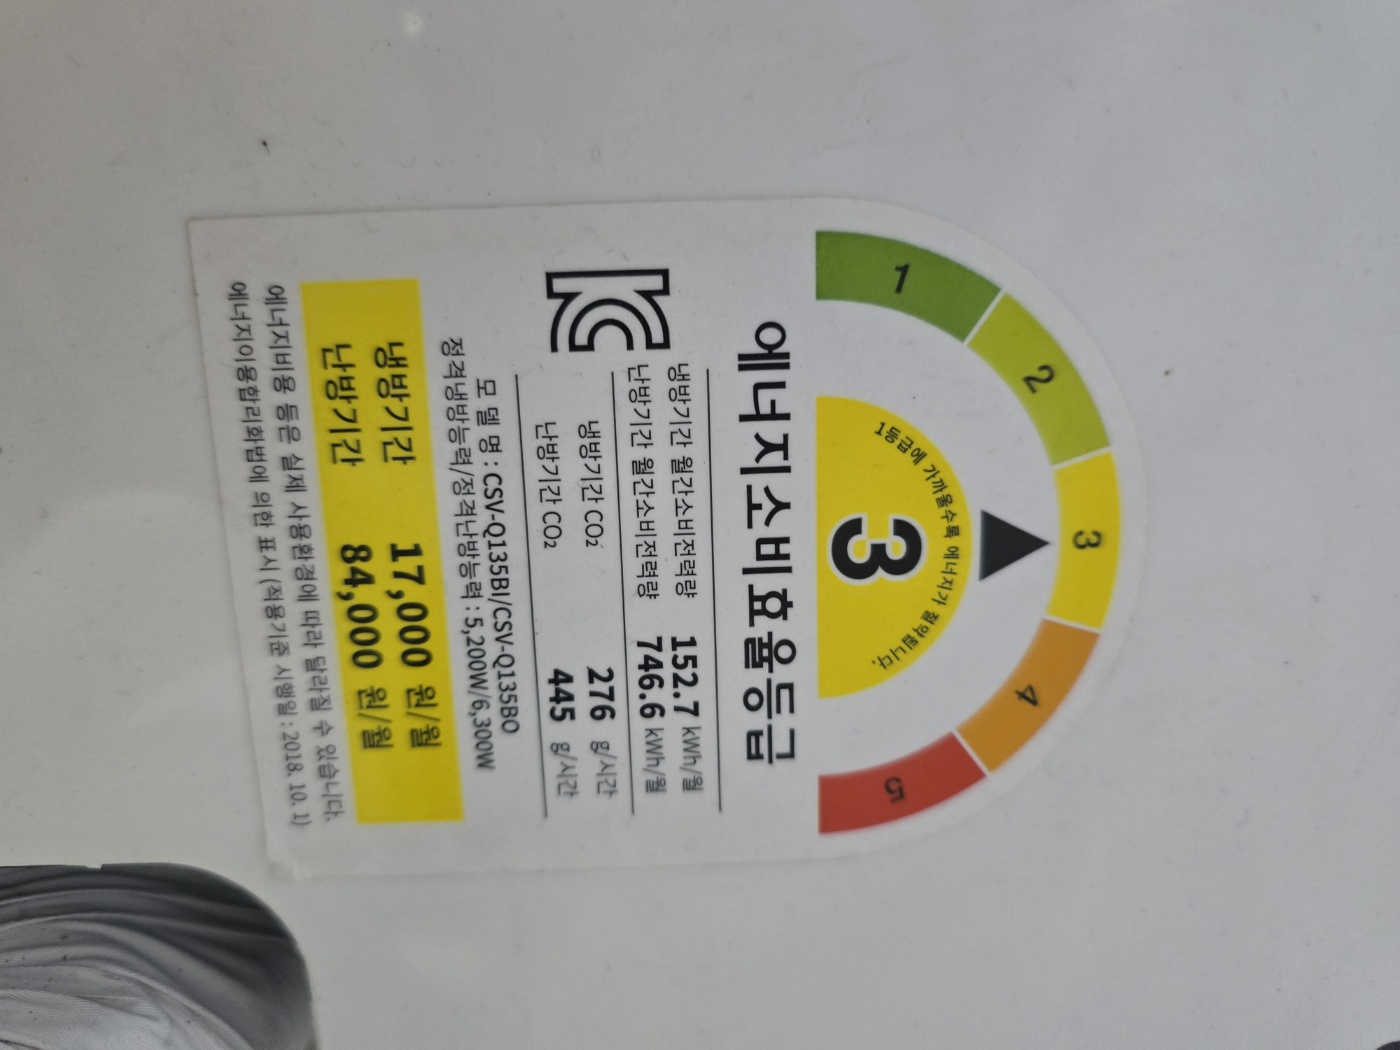 1
2
3
4
5
1등급에 가까울수록 에너지가 절약됩니다.
3
에너지소비효율등급
냉방기간 월간소비전력량 152.7 kWh/월
난방기간 월간소비전력량 746.6 kWh/월
냉방기간 CO₂ 276 g/시간
난방기간 CO₂ 445 g/시간
모 델 명 : CSV-Q135BI/CSV-Q135BO
정격냉방능력/정격난방능력 : 5,200W/6,300W
냉방기간 17,000 원/월
난방기간 84,000 원/월
에너지비용 등은 실제 사용환경에 따라 달라질 수 있습니다.
에너지이용합리화법에 의한 표시 (적용기준 시행일 : 2018. 10. 1)